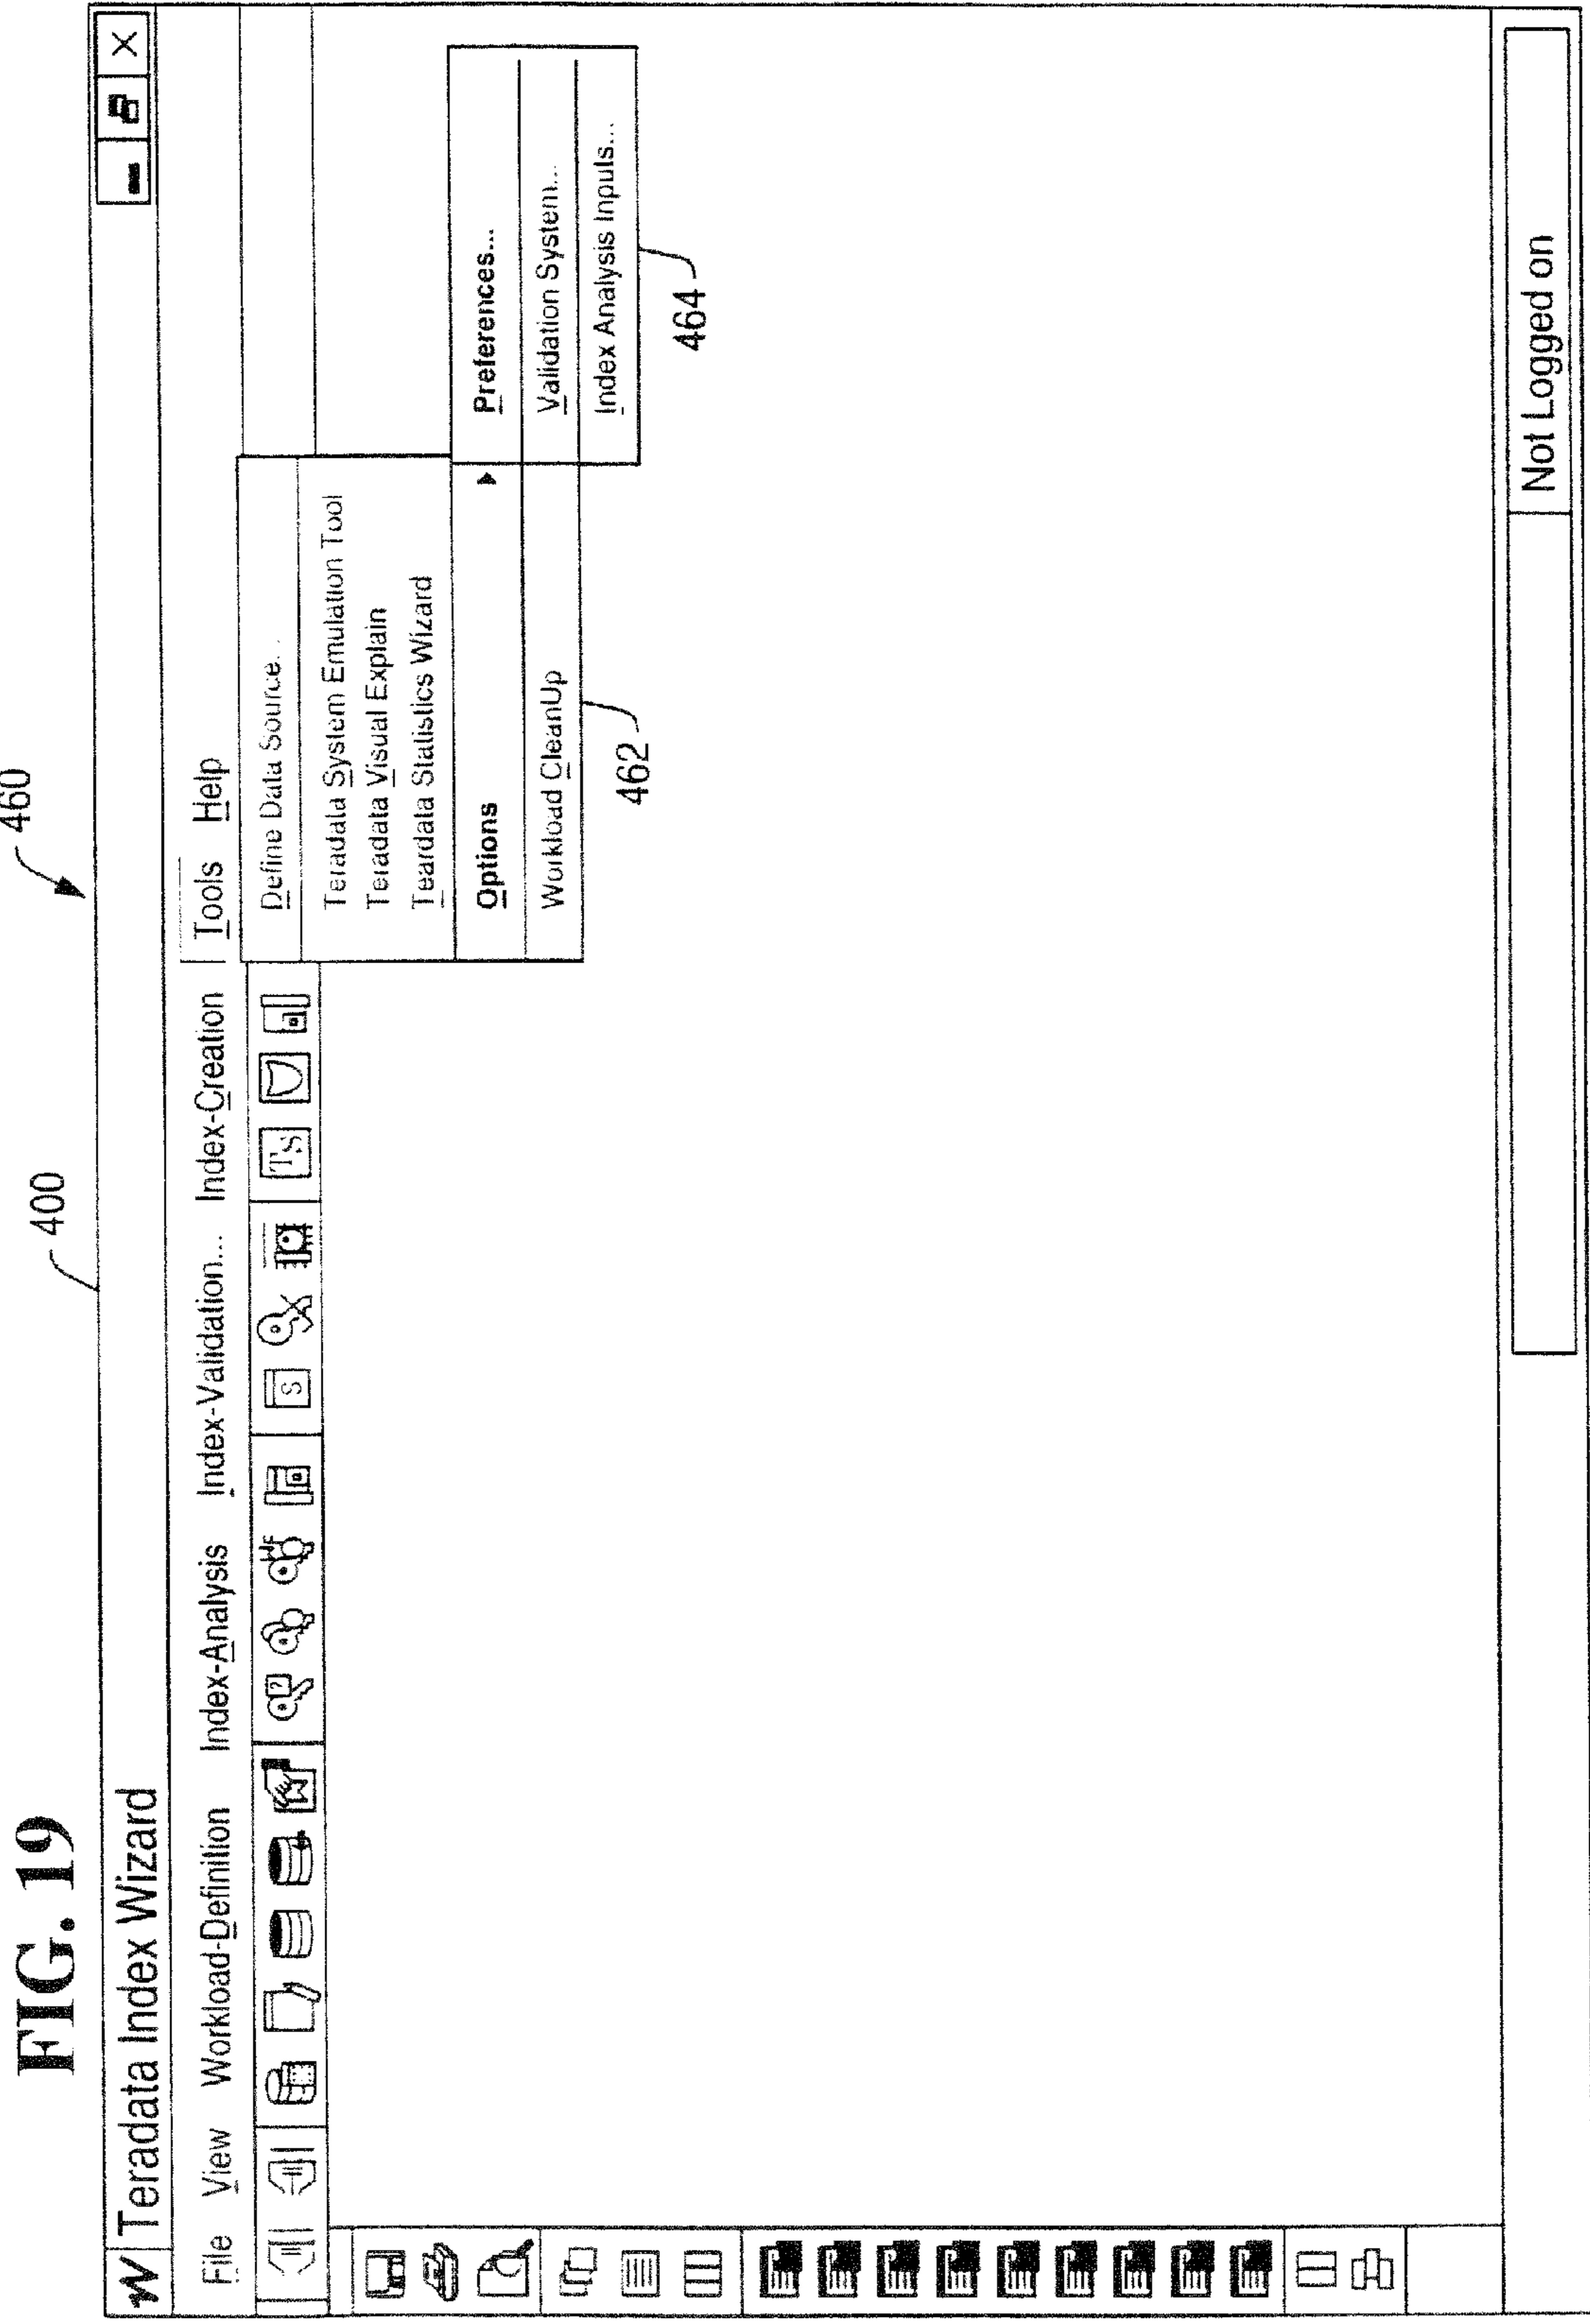 FIG. 19
400
460
W Teradata Index Wizard
File View Workload-Definition Index-Analysis Index-Validation... Index-Creation Tools Help
TS
S
Define Data Source...
Teradata System Emulation Tool
Teradata Visual Explain
Teardata Statistics Wizard
Options
Preferences...
Workload CleanUp
Validation System...
Index Analysis Inputs...
462
464
Not Logged on